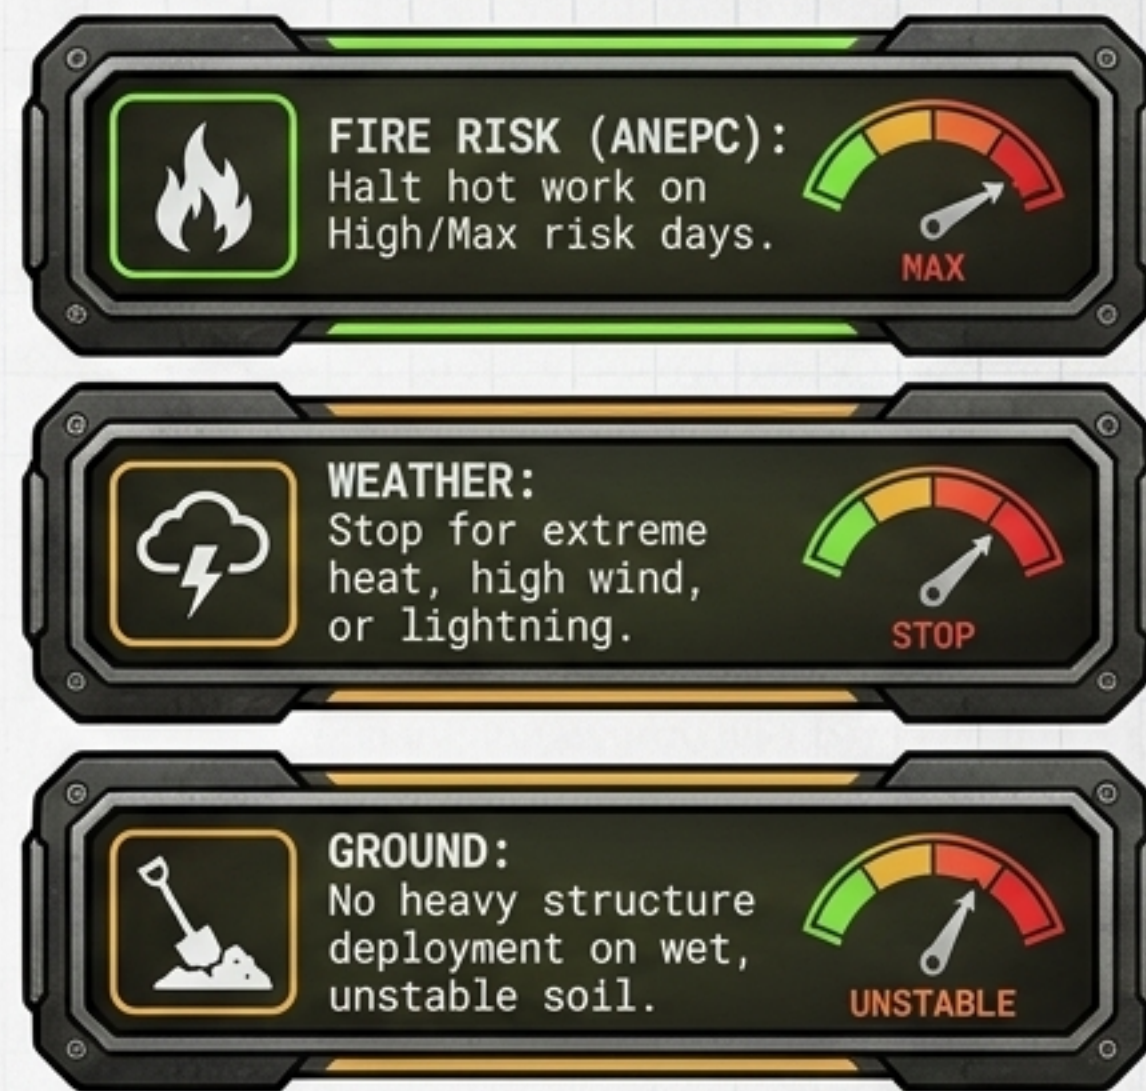 FIRE RISK (ANEPC):
Halt hot work on
High/Max risk days.
MAX
WEATHER:
Stop for extreme
heat, high wind,
or lightning.
STOP
GROUND:
No heavy structure
deployment on wet,
unstable soil.
UNSTABLE